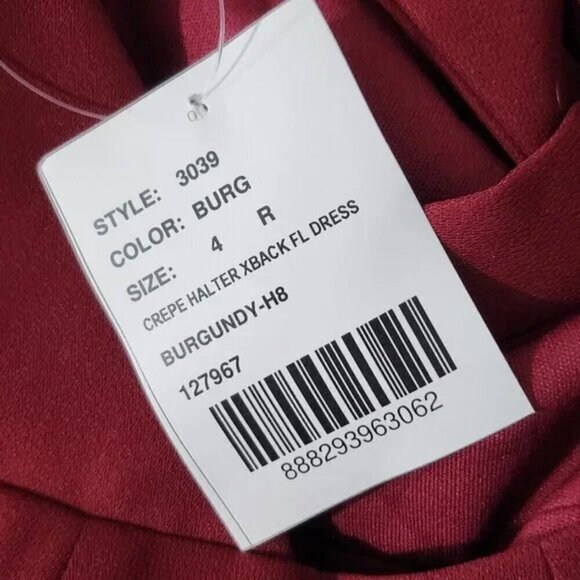 STYLE: 3039
COLOR: BURG
SIZE: 4 R
CREPE HALTER XBACK FL DRESS
BURGUNDY-H8
127967
888293963062